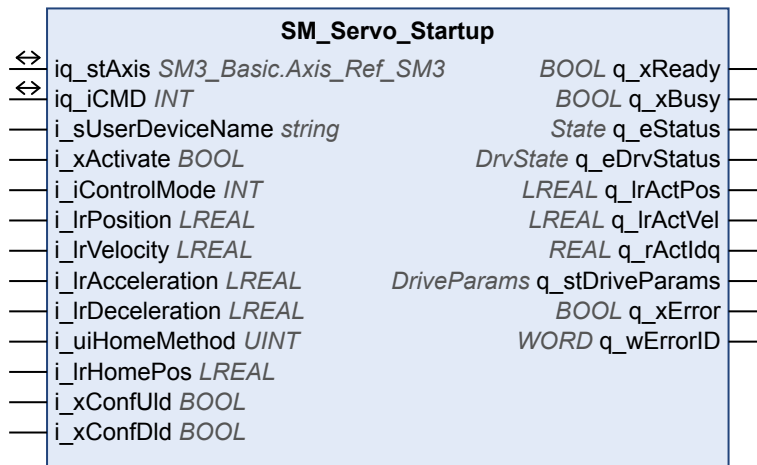 SM_Servo_Startup
iq_stAxis SM3_Basic.Axis_Ref_SM3 BOOL q_xReady
iq_iCMD INT BOOL q_xBusy
i_sUserDeviceName string State q_eStatus
i_xActivate BOOL DrvState q_eDrvStatus
i_iControlMode INT LREAL q_lrActPos
i_lrPosition LREAL LREAL q_lrActVel
i_lrVelocity LREAL REAL q_rActIdq
i_lrAcceleration LREAL DriveParams q_stDriveParams
i_lrDeceleration LREAL BOOL q_xError
i_uiHomeMethod UINT WORD q_wErrorID
i_lrHomePos LREAL
i_xConfUld BOOL
i_xConfDld BOOL